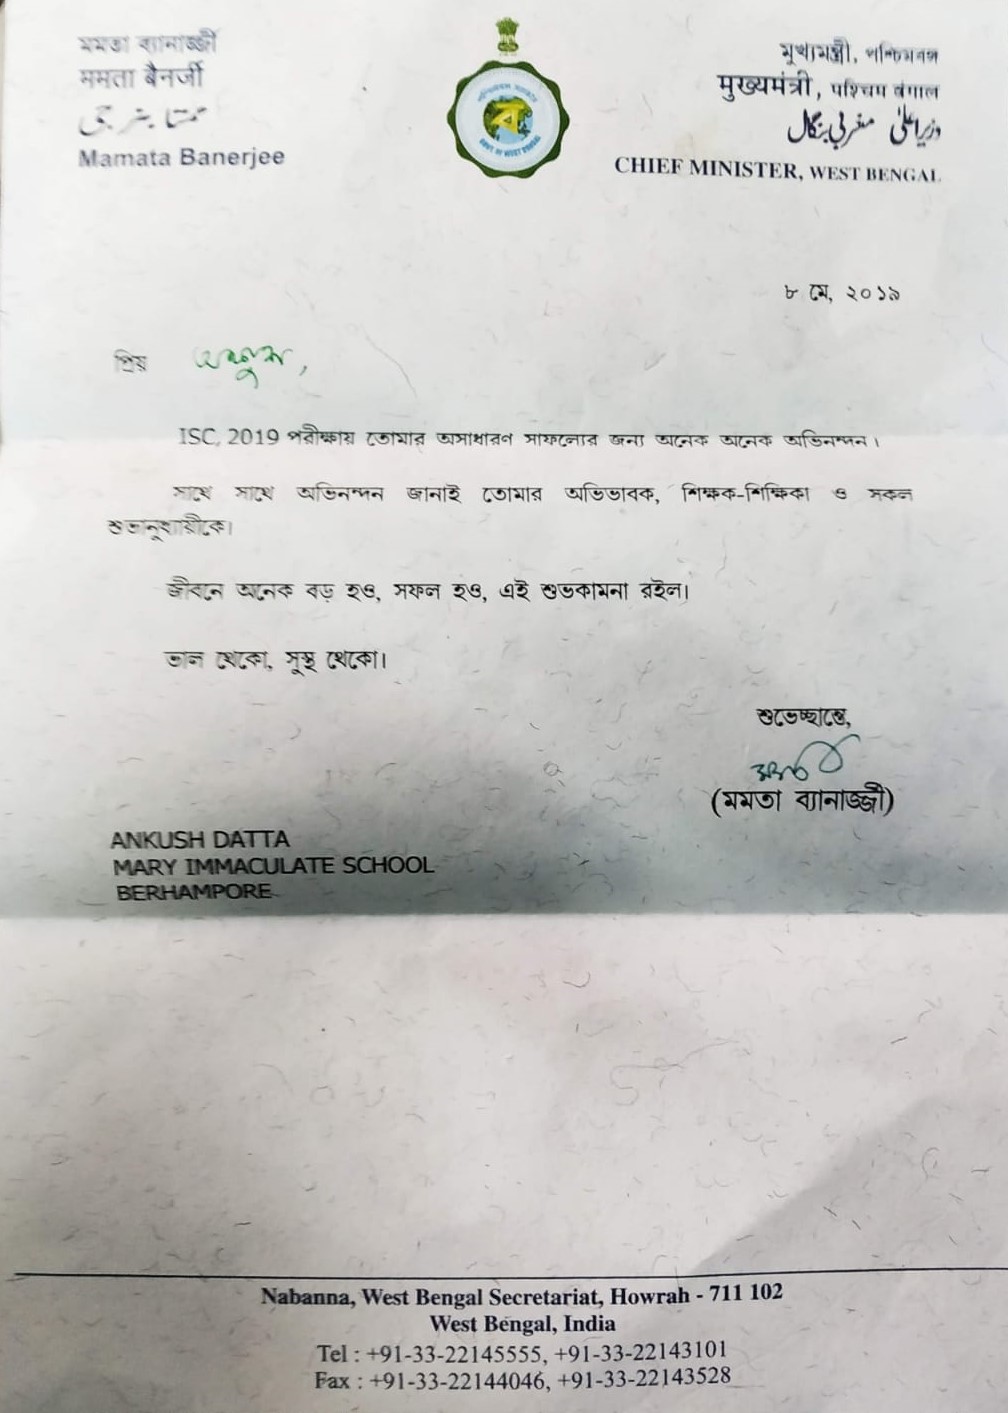 মমতা ব্যানার্জ্জী
ममता बैनर्जी
ممتا بنرجی
Mamata Banerjee
মুখ্যমন্ত্রী, পশ্চিমবঙ্গ
मुख्यमंत्री, पश्चिम बंगाल
وزیراعلیٰ مغربی بنگال
CHIEF MINISTER, WEST BENGAL
৮ মে, ২০১৯
প্রিয় অঙ্কুশ,
ISC, 2019 পরীক্ষায় তোমার অসাধারণ সাফল্যের জন্য অনেক অনেক অভিনন্দন।
সাথে সাথে অভিনন্দন জানাই তোমার অভিভাবক, শিক্ষক-শিক্ষিকা ও সকল
শুভানুধ্যায়ীকে।
জীবনে অনেক বড় হও, সফল হও, এই শুভকামনা রইল।
ভাল থেকো, সুস্থ থেকো।
শুভেচ্ছান্তে,
(মমতা ব্যানার্জ্জী)
ANKUSH DATTA
MARY IMMACULATE SCHOOL
BERHAMPORE
Nabanna, West Bengal Secretariat, Howrah - 711 102
West Bengal, India
Tel : +91-33-22145555, +91-33-22143101
Fax : +91-33-22144046, +91-33-22143528